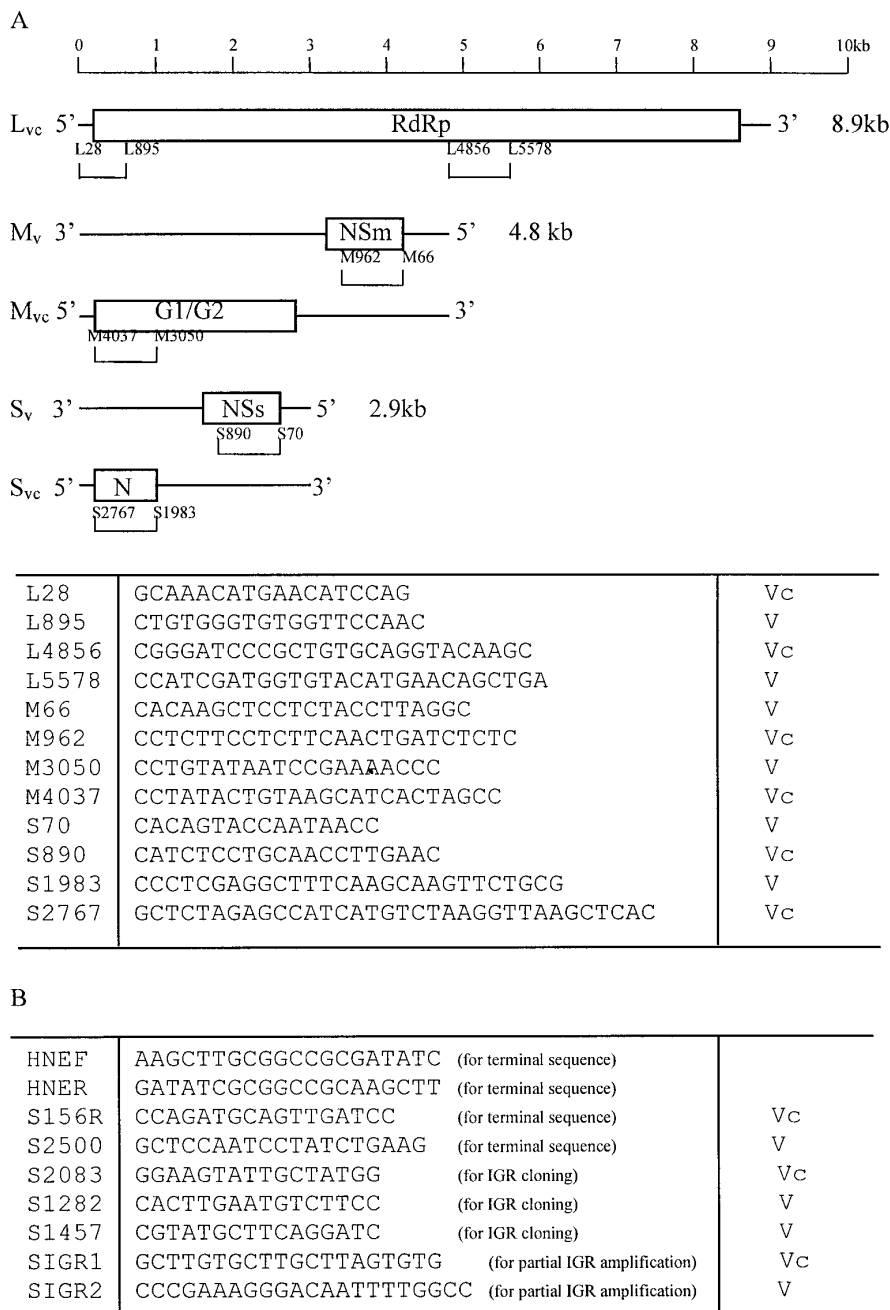 A
0 1 2 3 4 5 6 7 8 9 10kb
Lvc 5’ RdRp 3’ 8.9kb
L28 L895 L4856 L5578
Mv 3’ NSm 5’ 4.8 kb
M962 M66
Mvc 5’ G1/G2 3’
M4037 M3050
Sv 3’ NSs 5’ 2.9kb
S890 S70
Svc 5’ N 3’
S2767 S1983
L28 GCAAACATGAACATCCAG Vc
L895 CTGTGGGTGTGGTTCCAAC V
L4856 CGGGATCCCGCTGTGCAGGTACAAGC Vc
L5578 CCATCGATGGTGTACATGAACAGCTGA V
M66 CACAAGCTCCTCTACCTTAGGC V
M962 CCTCTTCCTCTTCAACTGATCTCTC Vc
M3050 CCTGTATAATCCGAAAACCC V
M4037 CCTATACTGTAAGCATCACTAGCC Vc
S70 CACAGTACCAATAACC V
S890 CATCTCCTGCAACCTTGAAC Vc
S1983 CCCTCGAGGCTTTCAAGCAAGTTCTGCG V
S2767 GCTCTAGAGCCATCATGTCTAAGGTTAAGCTCAC Vc
B
HNEF AAGCTTGCGGCCGCGATATC (for terminal sequence)
HNER GATATCGCGGCCGCAAGCTT (for terminal sequence)
S156R CCAGATGCAGTTGATCC (for terminal sequence) Vc
S2500 GCTCCAATCCTATCTGAAG (for terminal sequence) V
S2083 GGAAGTATTGCTATGG (for IGR cloning) Vc
S1282 CACTTGAATGTCTTCC (for IGR cloning) V
S1457 CGTATGCTTCAGGATC (for IGR cloning) V
SIGR1 GCTTGTGCTTGCTTAGTGTG (for partial IGR amplification) Vc
SIGR2 CCCGAAAGGGACAATTTTGGCC (for partial IGR amplification) V